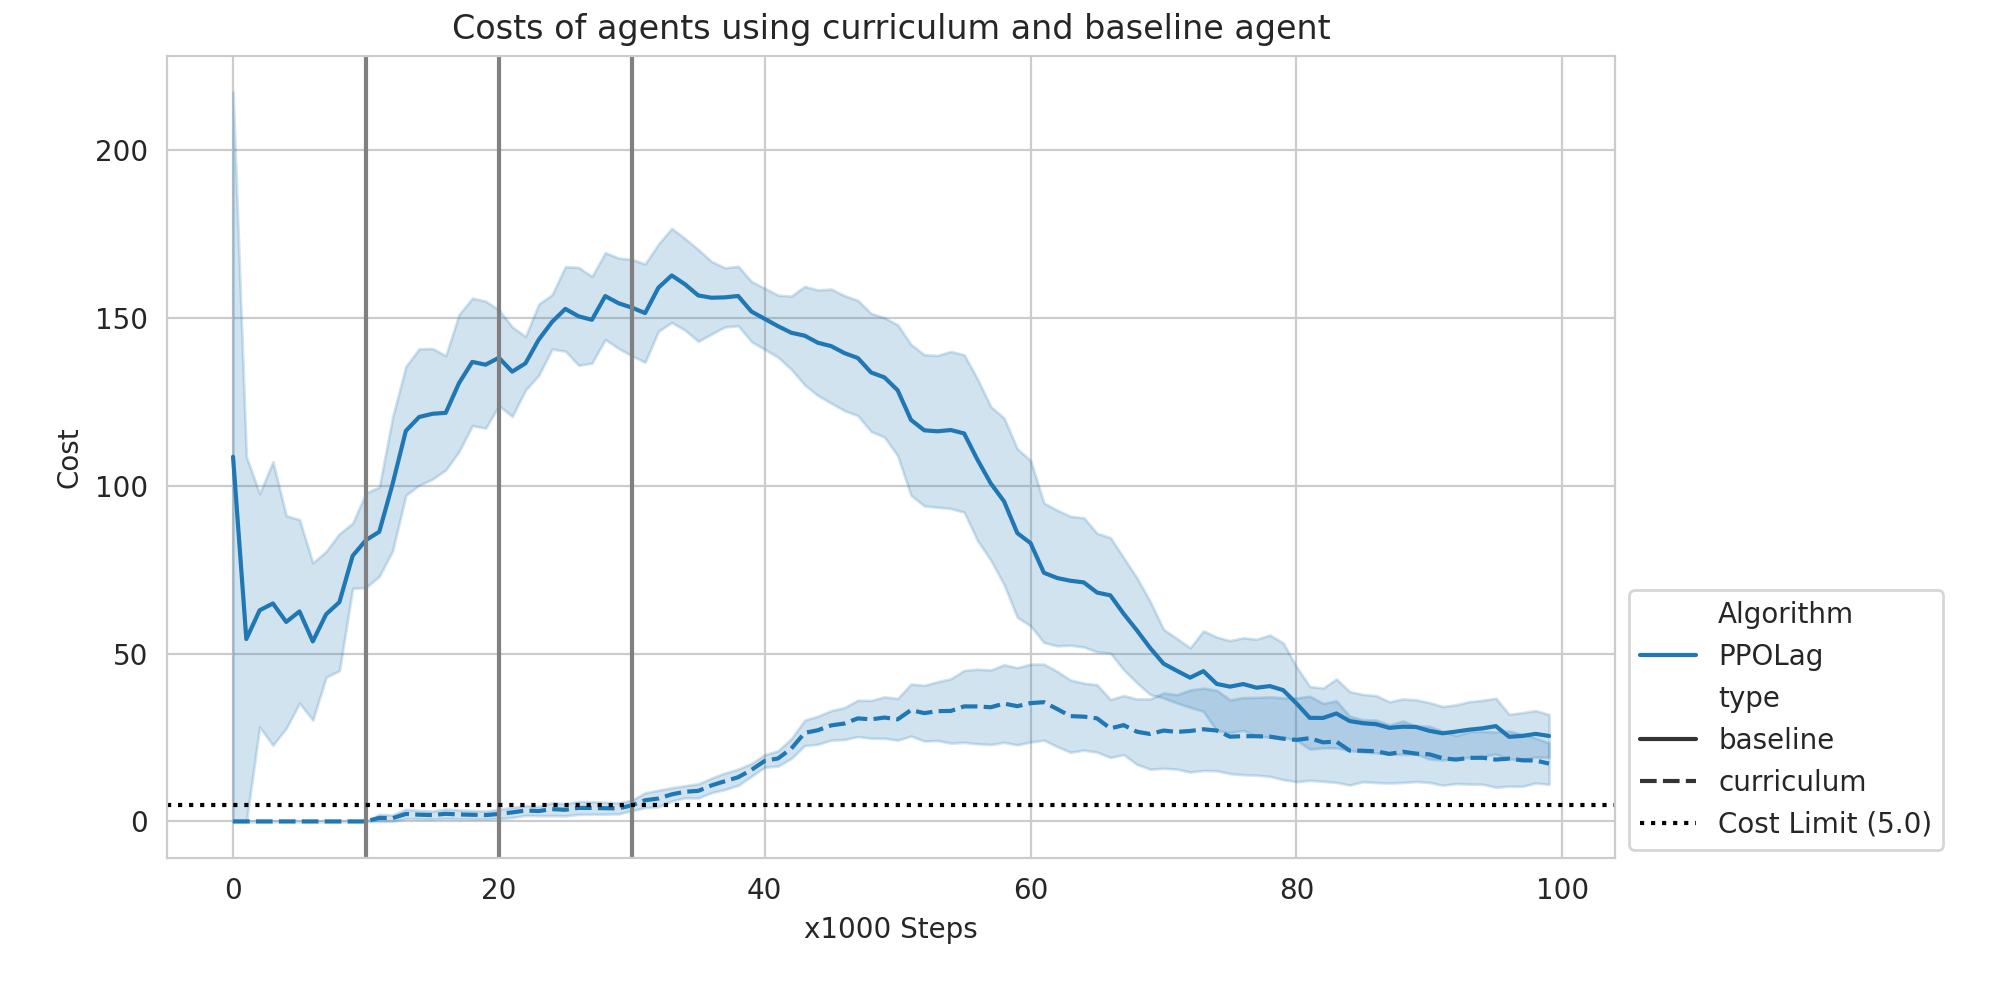 Costs of agents using curriculum and baseline agent
200
150
100
50
0
Cost
0 20 40 60 80 100
x1000 Steps
Algorithm
PPOLag
type
baseline
curriculum
Cost Limit (5.0)